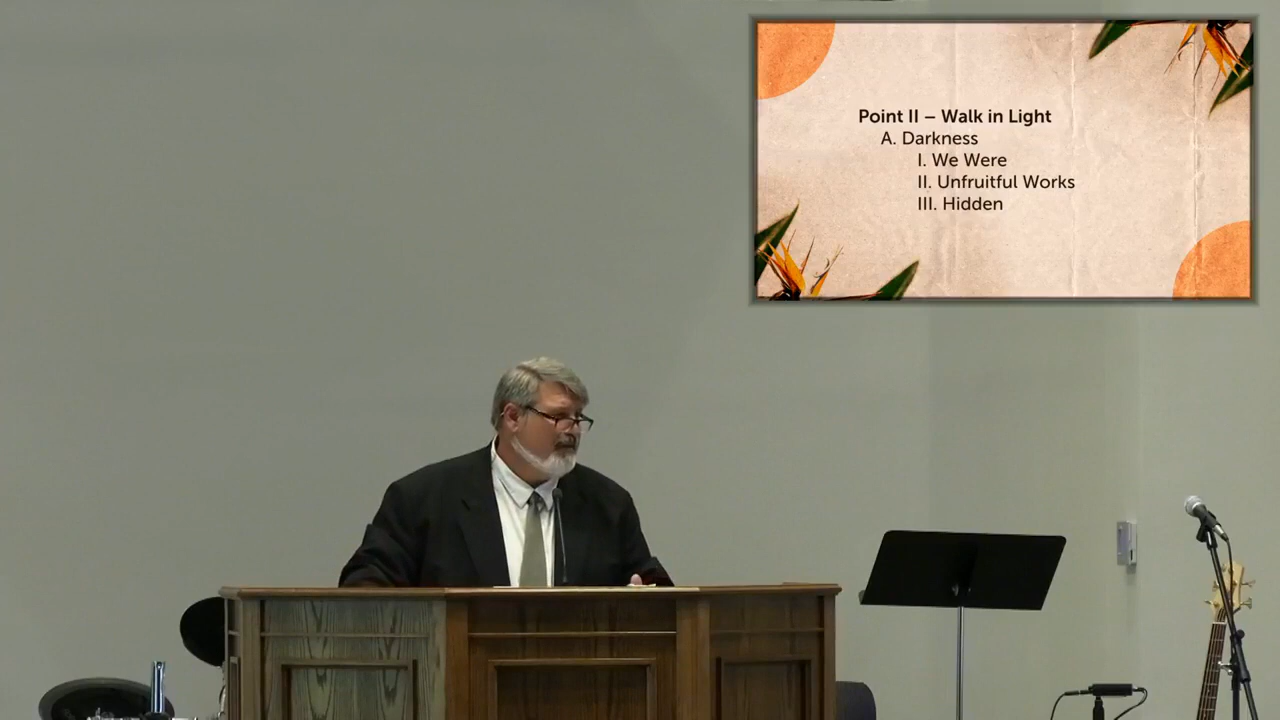 Point II – Walk in Light
A. Darkness
I. We Were
II. Unfruitful Works
III. Hidden